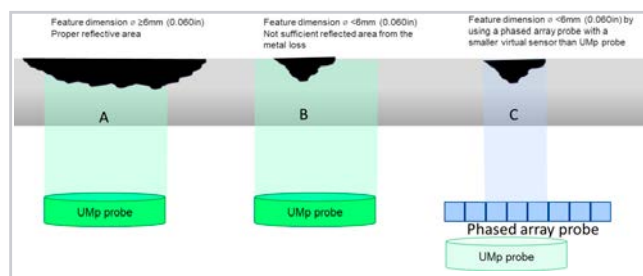 Feature dimension ⌀ ≥6mm (0.060in)
Proper reflective area
Feature dimension ⌀ <6mm (0.060in)
Not sufficient reflected area from the
metal loss
Feature dimension ⌀ <6mm (0.060in) by
using a phased array probe with
a smaller virtual sensor than UMp probe
A
B
C
UMp probe
UMp probe
Phased array probe
UMp probe